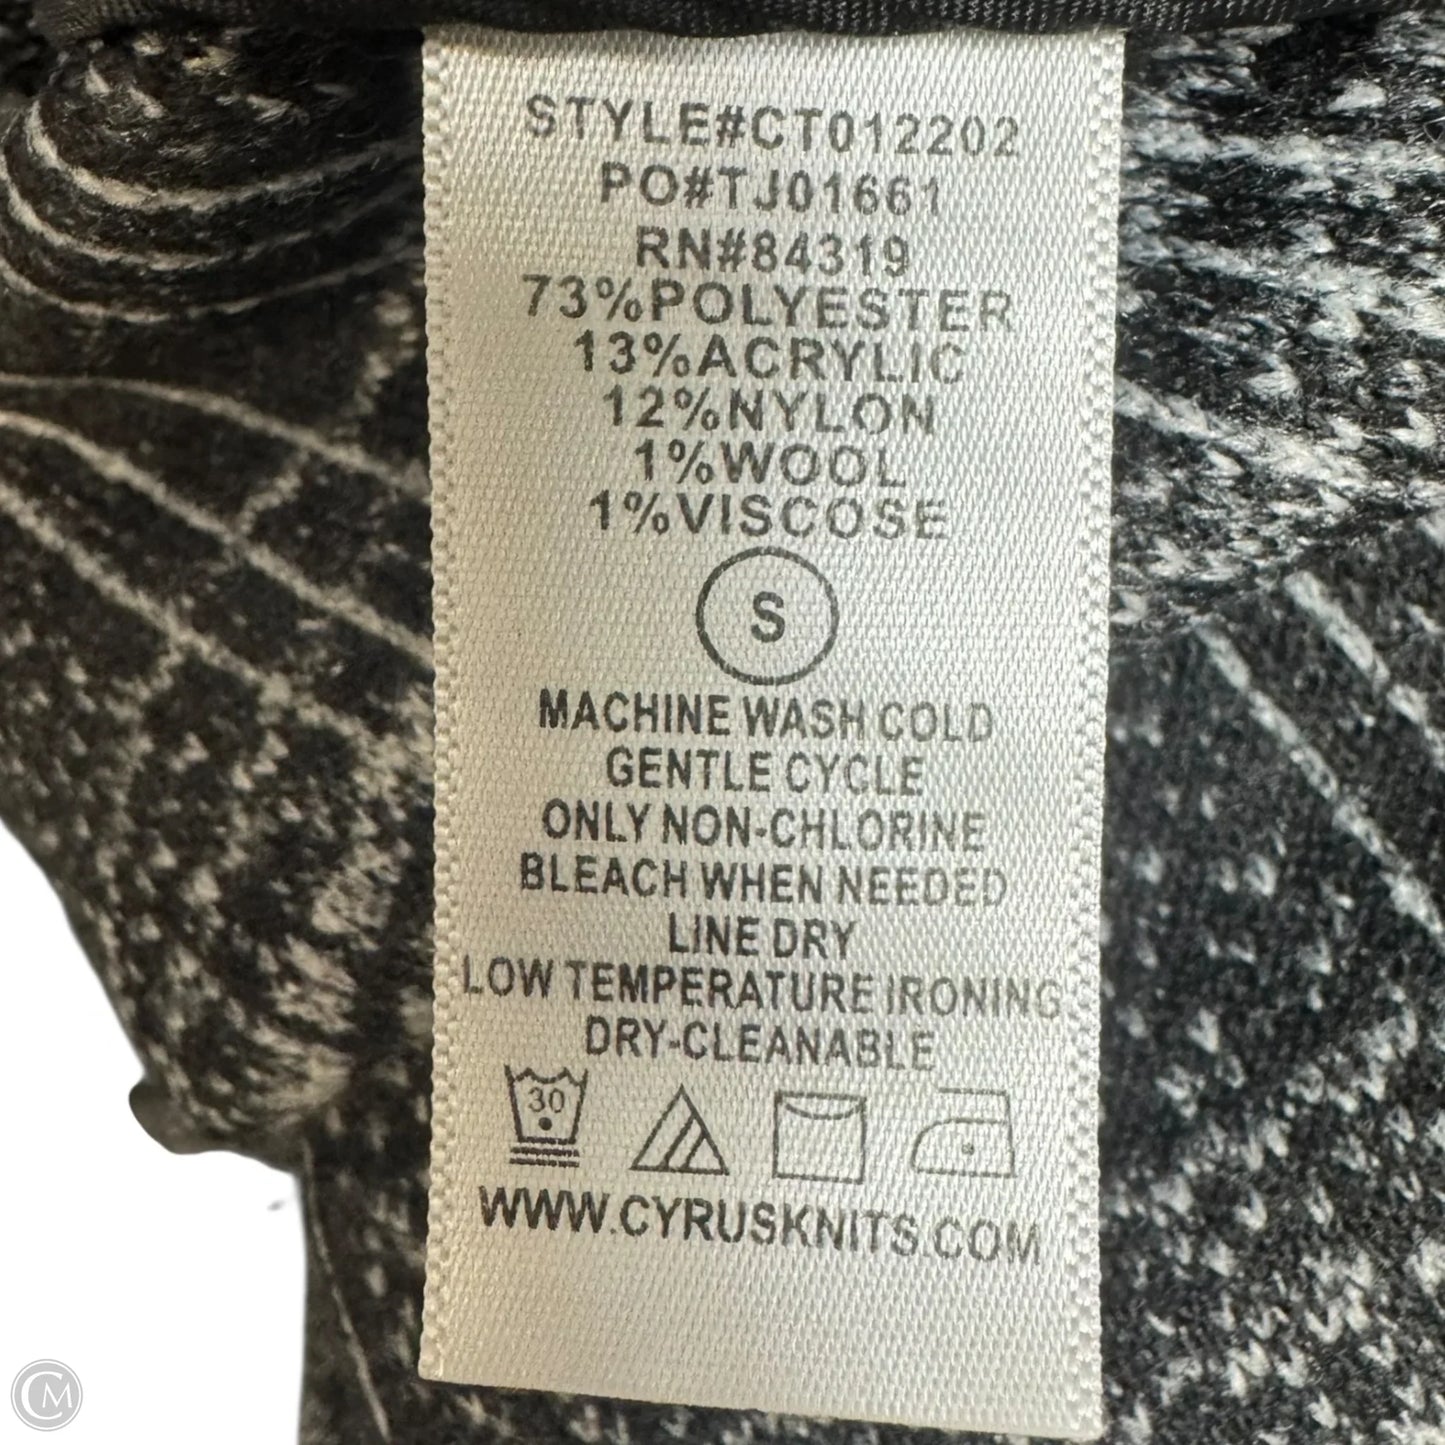 STYLE#CT012202
PO#TJ01661
RN#84319
73%POLYESTER
13%ACRYLIC
12%NYLON
1%WOOL
1%VISCOSE
S
MACHINE WASH COLD
GENTLE CYCLE
ONLY NON-CHLORINE
BLEACH WHEN NEEDED
LINE DRY
LOW TEMPERATURE IRONING
DRY-CLEANABLE
30
WWW.CYRUSKNITS.COM
CM